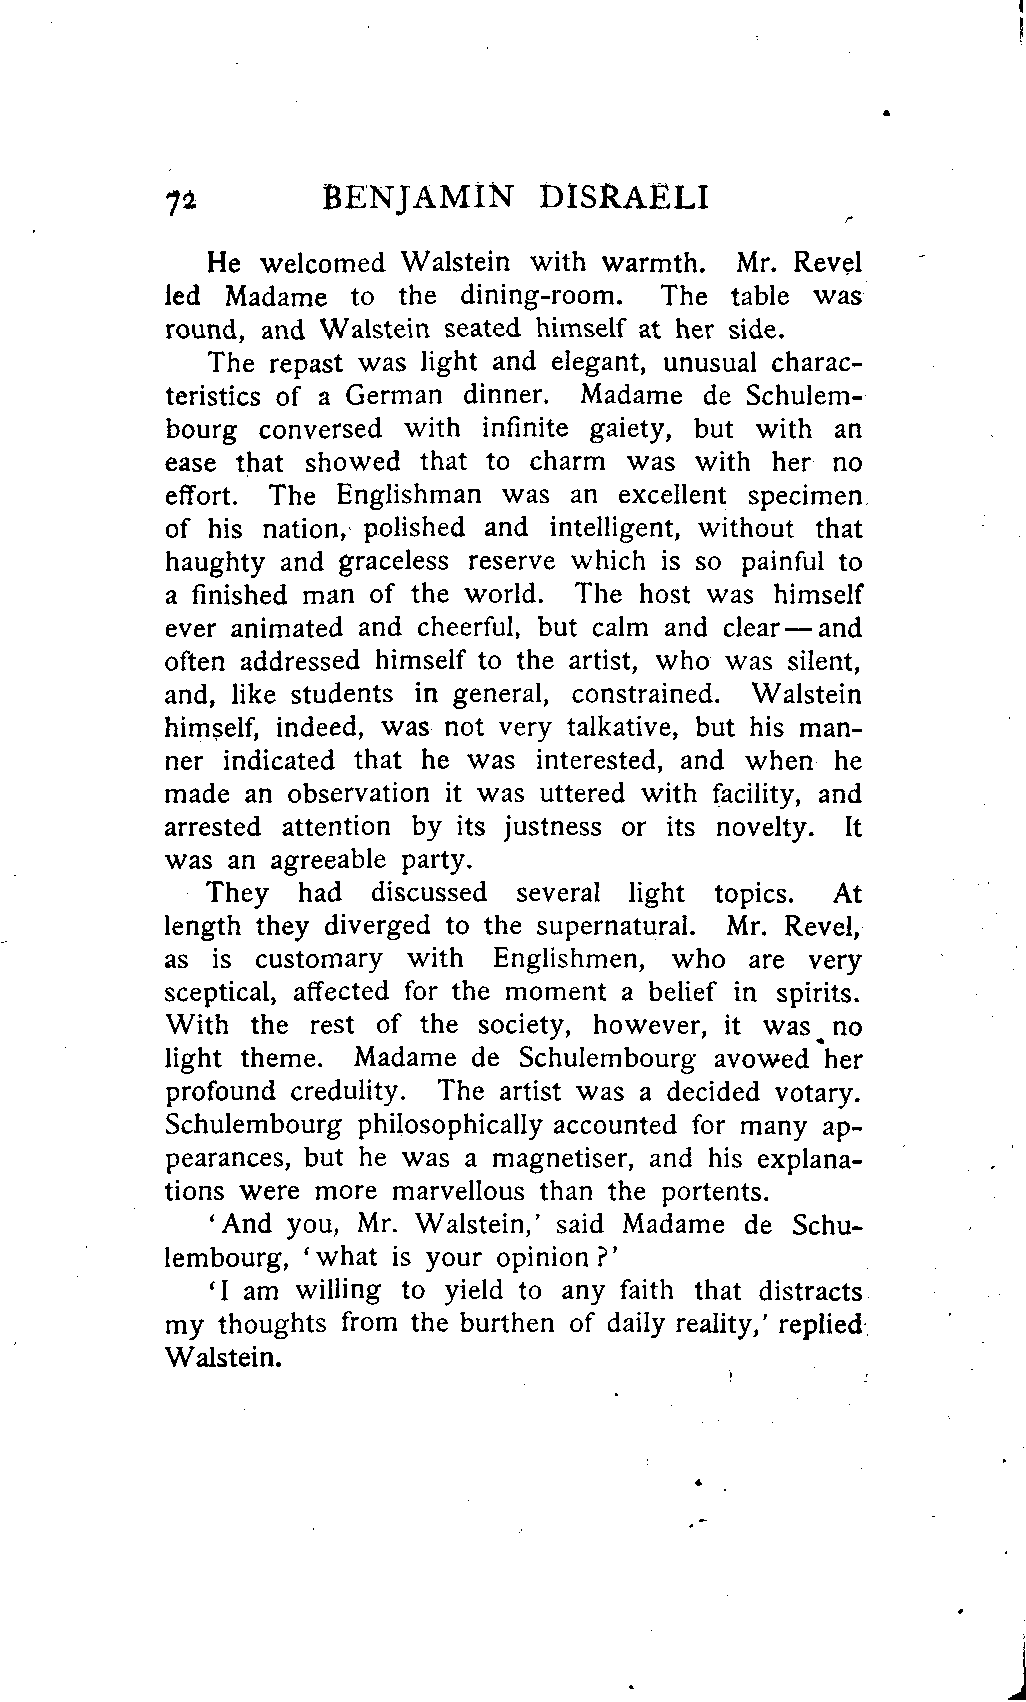 72 BENJAMIN DISRAELI
He welcomed Walstein with warmth. Mr. Revel
led Madame to the dining-room. The table was
round, and Walstein seated himself at her side.
The repast was light and elegant, unusual charac-
teristics of a German dinner. Madame de Schulem-
bourg conversed with infinite gaiety, but with an
ease that showed that to charm was with her no
effort. The Englishman was an excellent specimen
of his nation, polished and intelligent, without that
haughty and graceless reserve which is so painful to
a finished man of the world. The host was himself
ever animated and cheerful, but calm and clear—and
often addressed himself to the artist, who was silent,
and, like students in general, constrained. Walstein
himself, indeed, was not very talkative, but his man-
ner indicated that he was interested, and when he
made an observation it was uttered with facility, and
arrested attention by its justness or its novelty. It
was an agreeable party.
They had discussed several light topics. At
length they diverged to the supernatural. Mr. Revel,
as is customary with Englishmen, who are very
sceptical, affected for the moment a belief in spirits.
With the rest of the society, however, it was no
light theme. Madame de Schulembourg avowed her
profound credulity. The artist was a decided votary.
Schulembourg philosophically accounted for many ap-
pearances, but he was a magnetiser, and his explana-
tions were more marvellous than the portents.
‘And you, Mr. Walstein,’ said Madame de Schu-
lembourg, ‘what is your opinion?’
‘I am willing to yield to any faith that distracts
my thoughts from the burthen of daily reality,’ replied
Walstein.